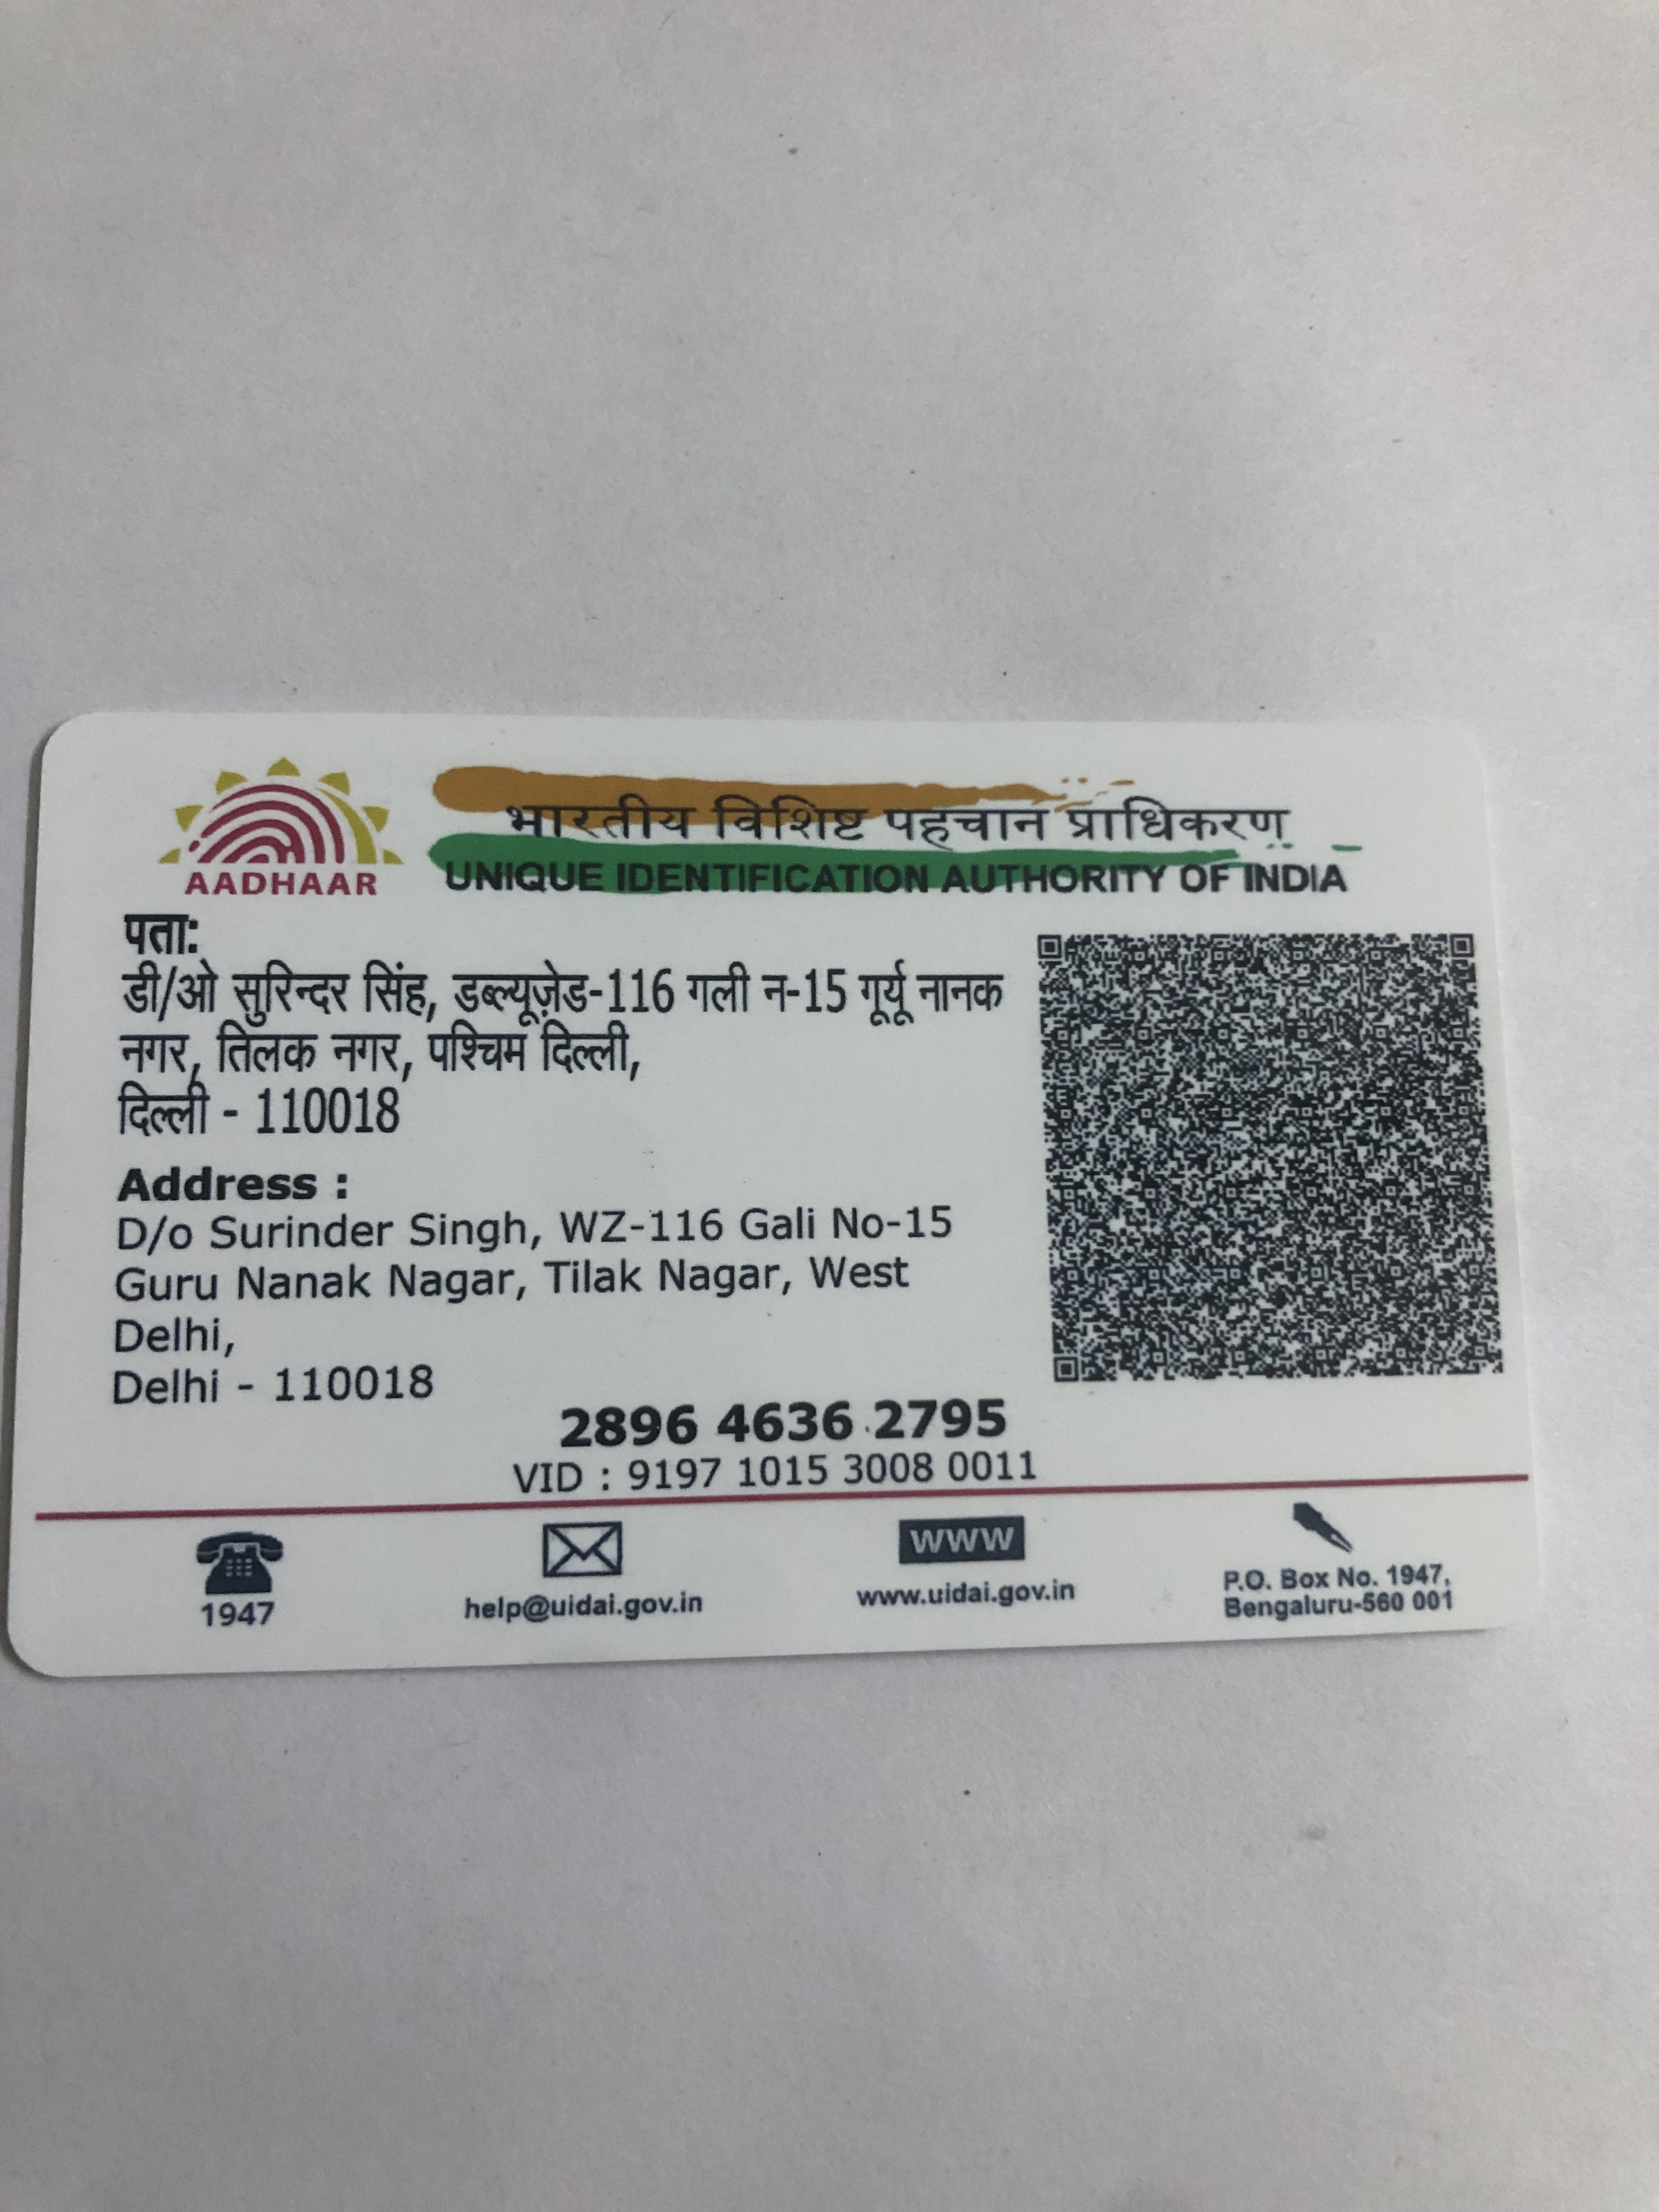 भारतीय विशिष्ट पहचान प्राधिकरण
AADHAAR
UNIQUE IDENTIFICATION AUTHORITY OF INDIA
पता:
डी/ओ सुरिन्दर सिंह, डब्ल्यूज़ेड-116 गली न-15 गूर्यू नानक
नगर, तिलक नगर, पश्चिम दिल्ली,
दिल्ली - 110018
Address :
D/o Surinder Singh, WZ-116 Gali No-15
Guru Nanak Nagar, Tilak Nagar, West
Delhi,
Delhi - 110018
2896 4636 2795
VID : 9197 1015 3008 0011
1947
help@uidai.gov.in
WWW
www.uidai.gov.in
P.O. Box No. 1947,
Bengaluru-560 001